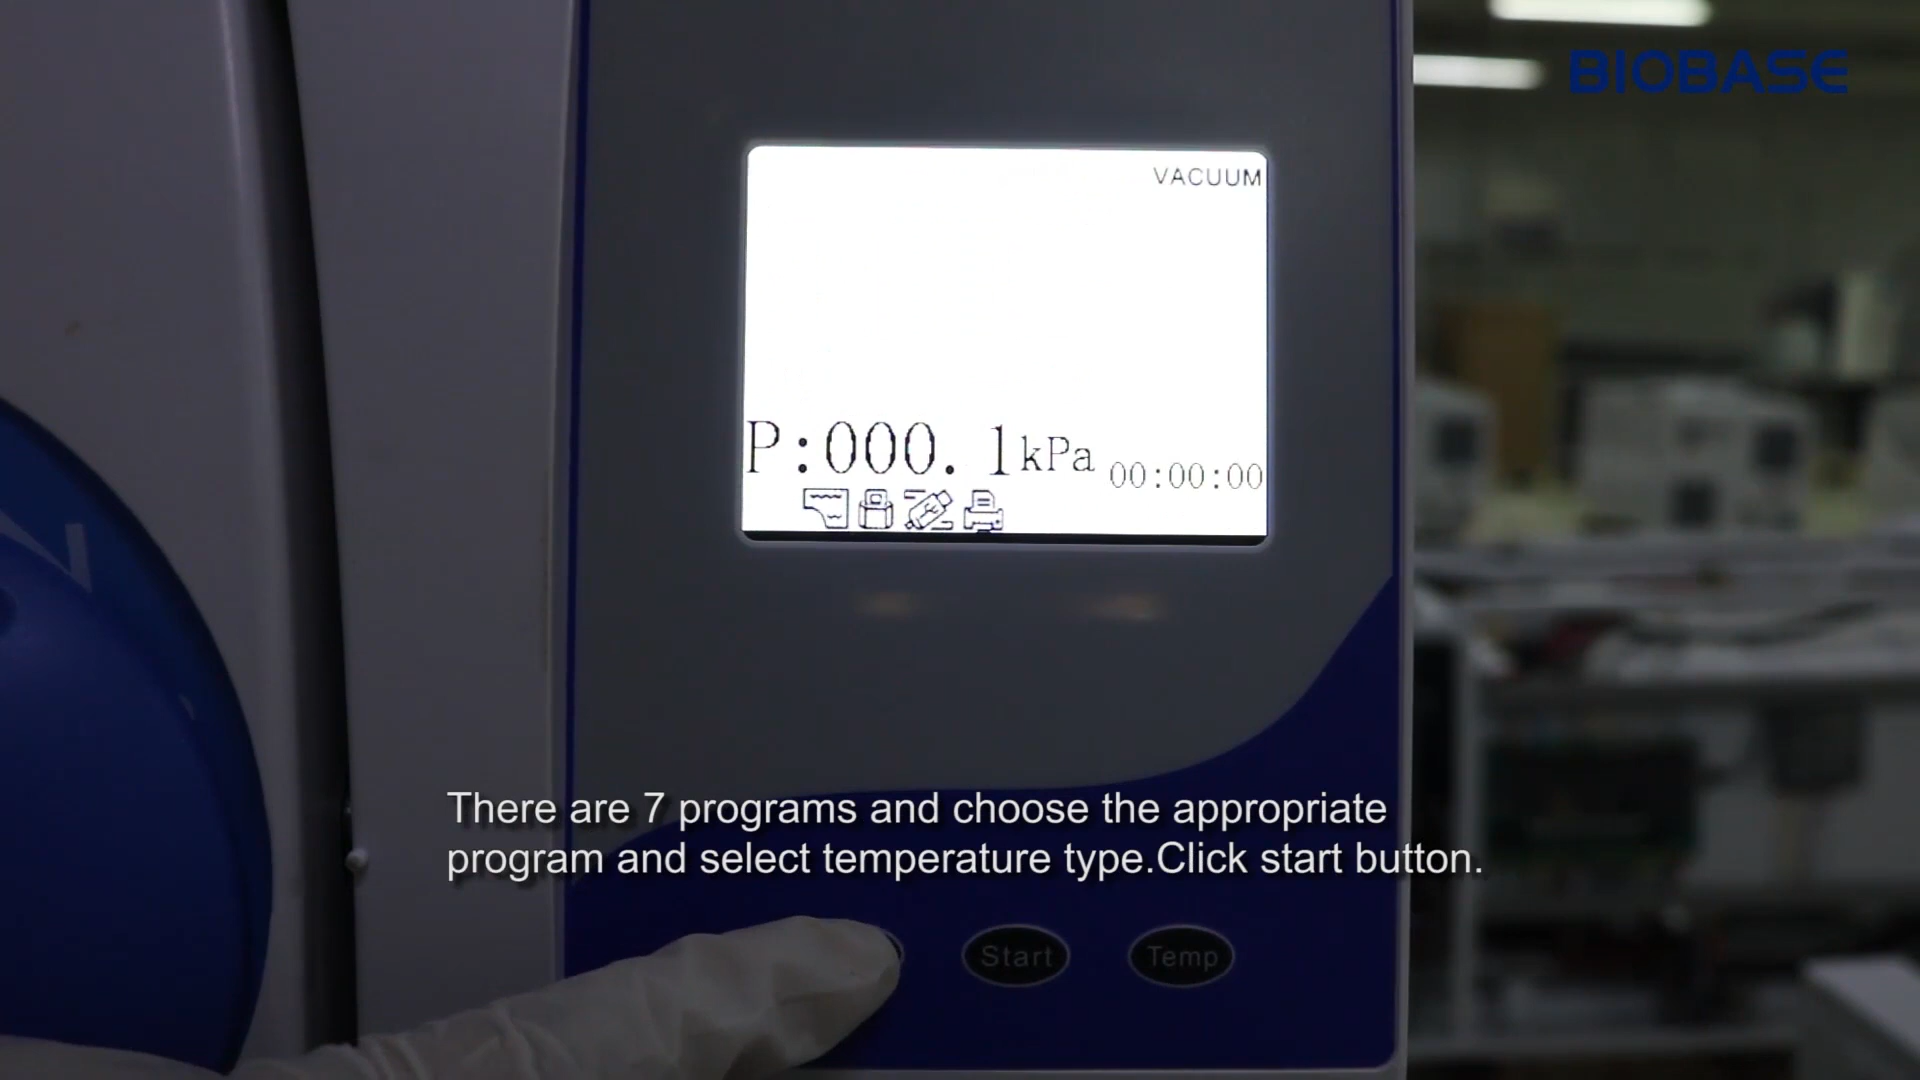 BIOBASE
VACUUM
P:000.1kPa 00:00:00
There are 7 programs and choose the appropriate
program and select temperature type.Click start button.
Start Temp